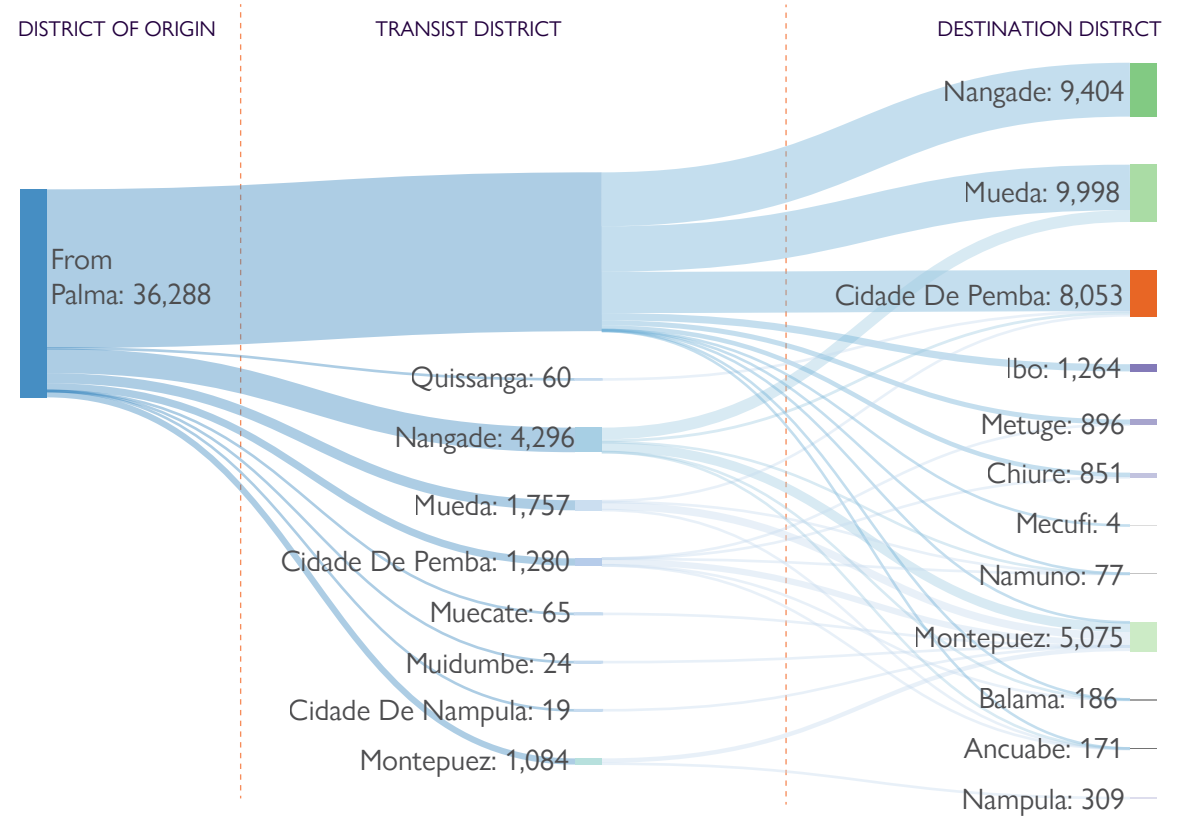 DISTRICT OF ORIGIN
TRANSIST DISTRICT
DESTINATION DISTRCT
From
Palma: 36,288
Quissanga: 60
Nangade: 4,296
Mueda: 1,757
Cidade De Pemba: 1,280
Muecate: 65
Muidumbe: 24
Cidade De Nampula: 19
Montepuez: 1,084
Nangade: 9,404
Mueda: 9,998
Cidade De Pemba: 8,053
Ibo: 1,264
Metuge: 896
Chiure: 851
Mecufi: 4
Namuno: 77
Montepuez: 5,075
Balama: 186
Ancuabe: 171
Nampula: 309